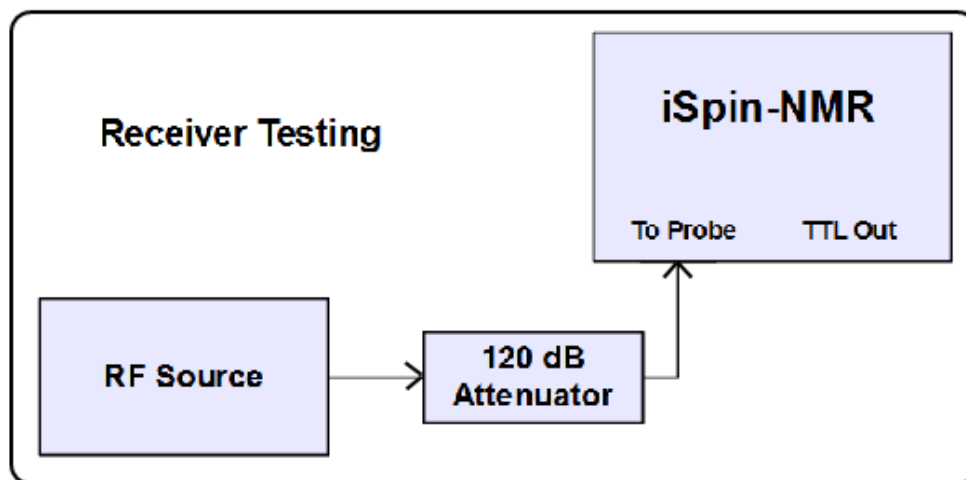 Receiver Testing
iSpin-NMR
To Probe
TTL Out
RF Source
120 dB
Attenuator